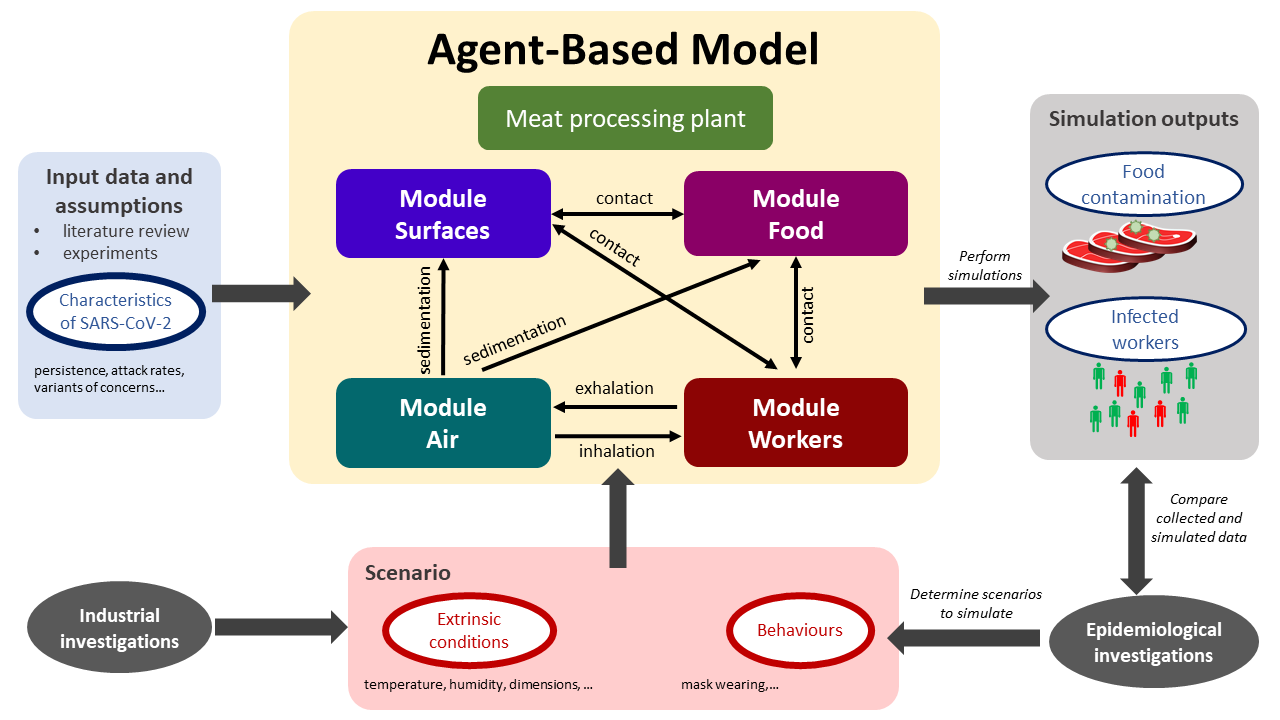 Agent-Based Model
Meat processing plant
Input data and
assumptions
• literature review
• experiments
Characteristics
of SARS-CoV-2
persistence, attack rates,
variants of concerns...
Module
Surfaces
contact
Module
Food
contact
sedimentation
sedimentation
contact
Module
Air
exhalation
inhalation
Module
Workers
Perform
simulations
Simulation outputs
Food
contamination
Infected
workers
Compare
collected and
simulated data
Scenario
Industrial
investigations
Extrinsic
conditions
temperature, humidity, dimensions, ...
Behaviours
mask wearing,...
Determine scenarios
to simulate
Epidemiological
investigations